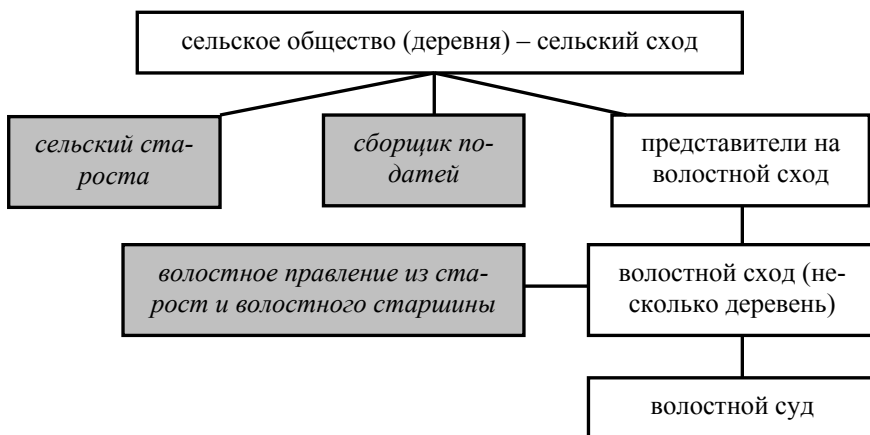 сельское общество (деревня) – сельский сход
сельский ста-
роста
сборщик по-
датей
представители на
волостной сход
волостное правление из ста-
рост и волостного старшины
волостной сход (не-
сколько деревень)
волостной суд